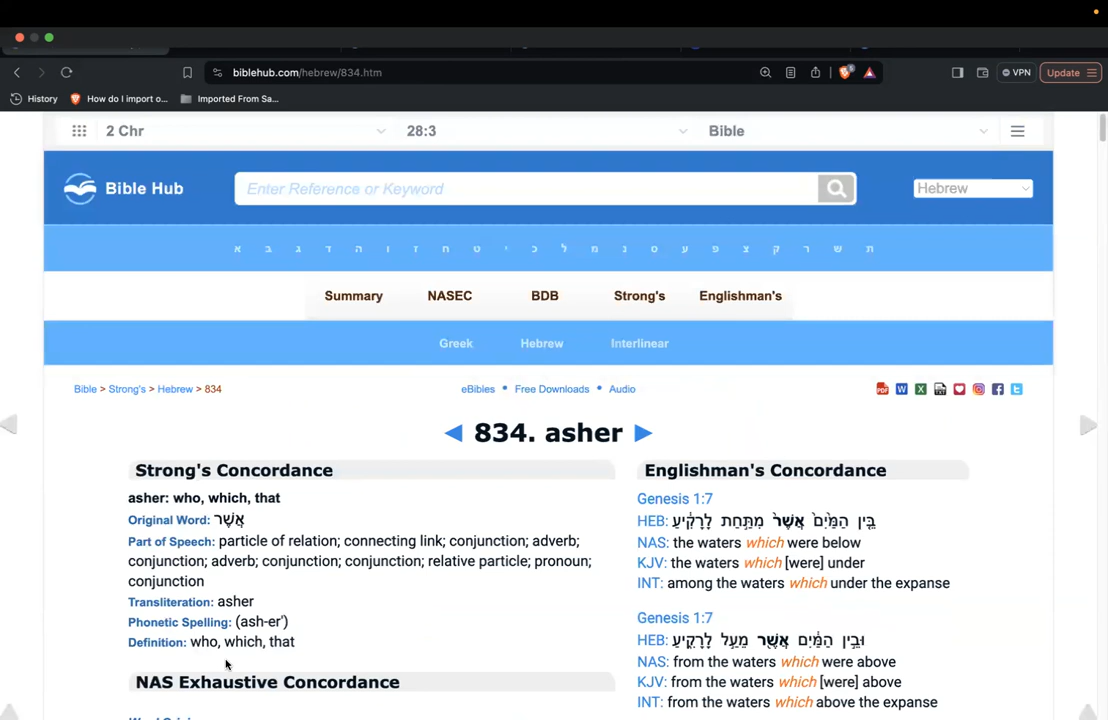 biblehub.com/hebrew/834.htm
VPN
Update
History
How do I import o...
Imported From Sa...
2 Chr
28:3
Bible
Bible Hub
Enter Reference or Keyword
Hebrew
א ב ג ד ה ו ז ח ט י כ ל מ נ ס ע פ צ ק ר ש ת
Summary
NASEC
BDB
Strong's
Englishman's
Greek
Hebrew
Interlinear
Bible > Strong's > Hebrew > 834
eBibles • Free Downloads • Audio
◄ 834. asher ►
Strong's Concordance
asher: who, which, that
Original Word: אֲשֶׁר
Part of Speech: particle of relation; connecting link; conjunction; adverb;
conjunction; adverb; conjunction; conjunction; relative particle; pronoun;
conjunction
Transliteration: asher
Phonetic Spelling: (ash-er')
Definition: who, which, that
NAS Exhaustive Concordance
Englishman's Concordance
Genesis 1:7
HEB: בֵּ֤ין הַמַּ֙יִם֙ אֲשֶׁר֙ מִתַּ֣חַת לָרָקִ֔יעַ
NAS: the waters which were below
KJV: the waters which [were] under
INT: among the waters which under the expanse
Genesis 1:7
HEB: וּבֵ֣ין הַמַּ֔יִם אֲשֶׁ֖ר מֵעַ֣ל לָרָקִ֑יעַ
NAS: from the waters which were above
KJV: from the waters which [were] above
INT: from the waters which above the expanse